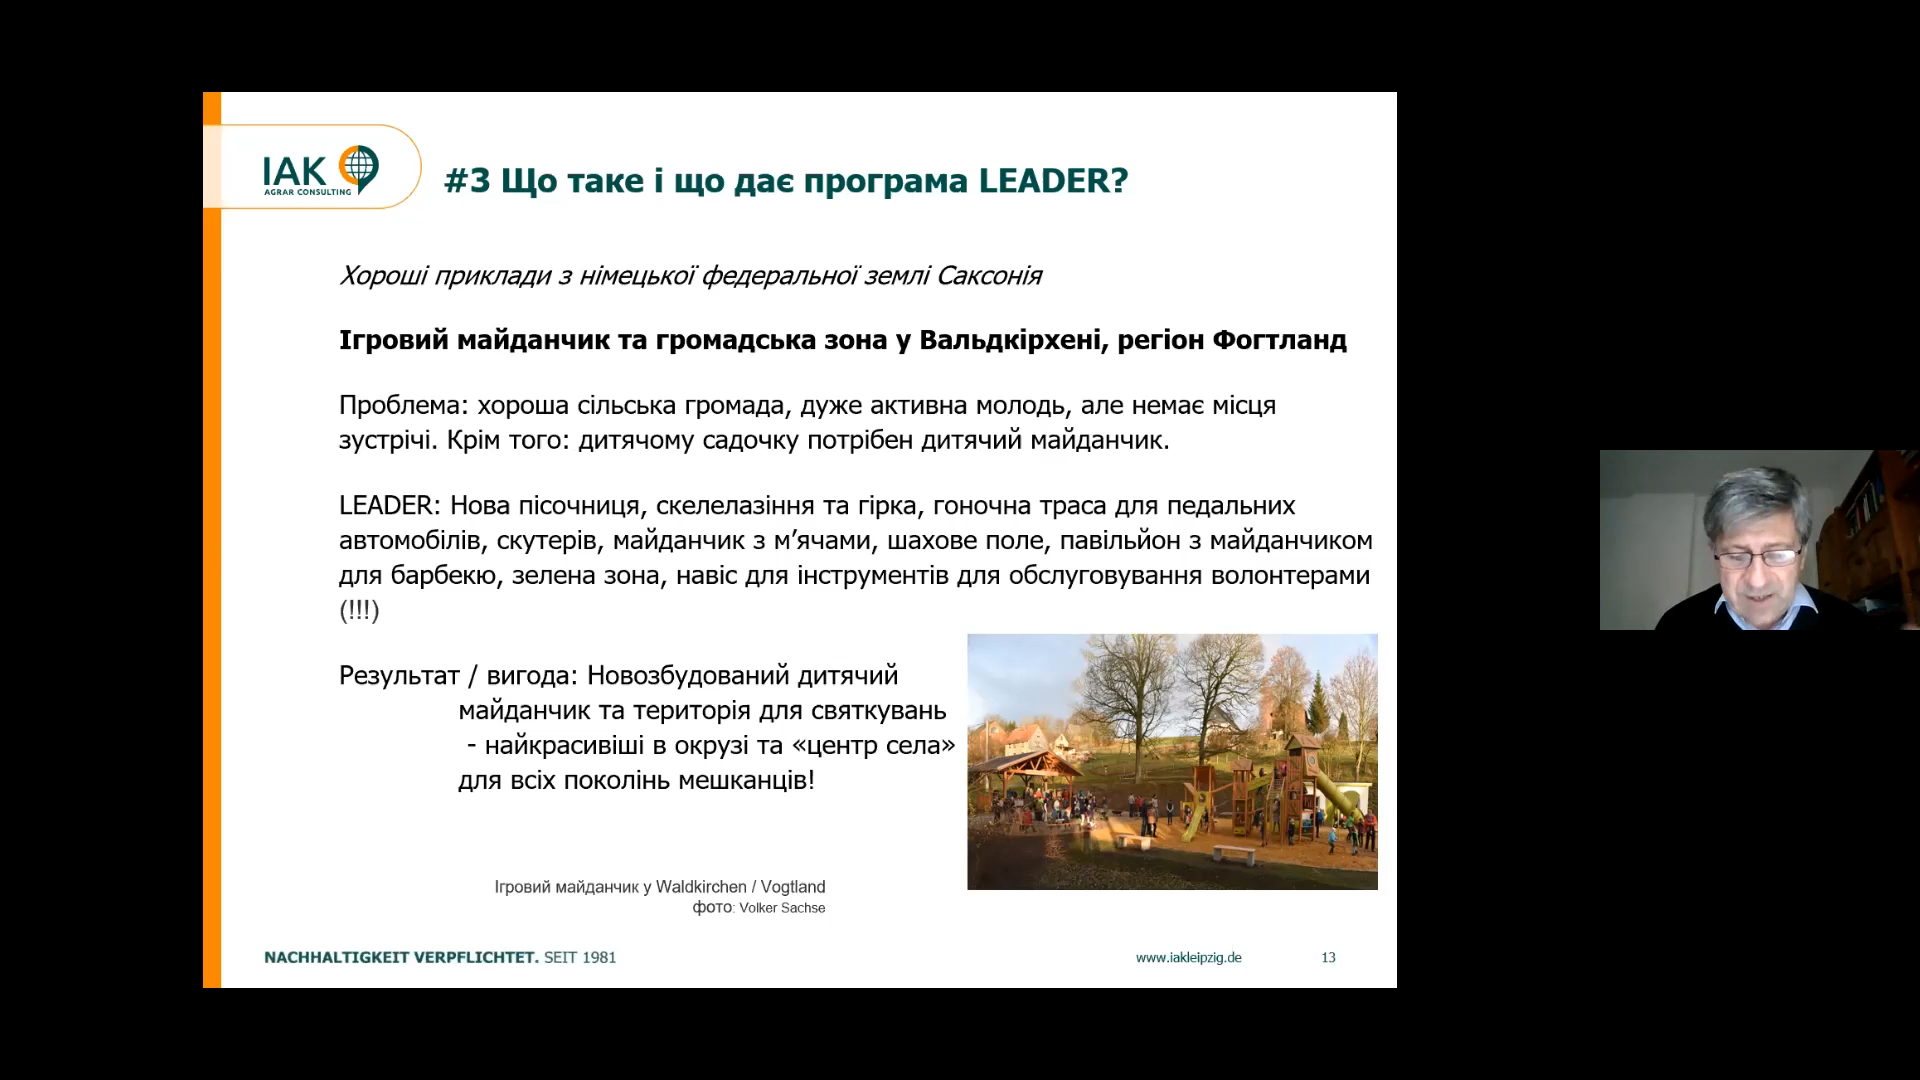 IAK
AGRAR CONSULTING
#3 Що таке і що дає програма LEADER?
Хороші приклади з німецької федеральної землі Саксонія
Ігровий майданчик та громадська зона у Вальдкірхені, регіон Фогтланд
Проблема: хороша сільська громада, дуже активна молодь, але немає місця
зустрічі. Крім того: дитячому садочку потрібен дитячий майданчик.
LEADER: Нова пісочниця, скелелазіння та гірка, гоночна траса для педальних
автомобілів, скутерів, майданчик з м’ячами, шахове поле, павільйон з майданчиком
для барбекю, зелена зона, навіс для інструментів для обслуговування волонтерами
(!!!)
Результат / вигода: Новозбудований дитячий
майданчик та територія для святкувань
- найкрасивіші в окрузі та «центр села»
для всіх поколінь мешканців!
Ігровий майданчик у Waldkirchen / Vogtland
фото: Volker Sachse
NACHHALTIGKEIT VERPFLICHTET. SEIT 1981
www.iakleipzig.de
13